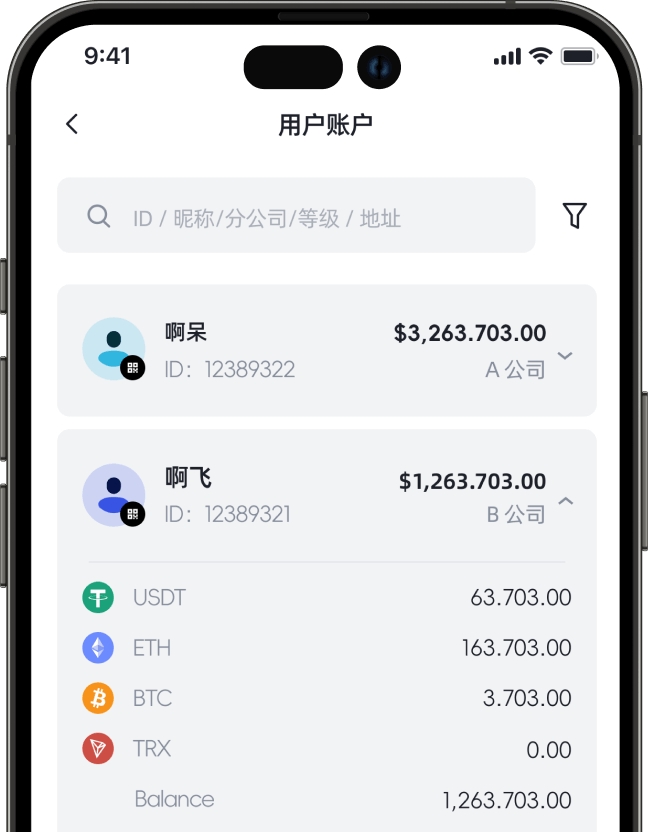 9:41
用户账户
ID / 昵称/分公司/等级 / 地址
啊呆 $3,263.703.00
ID：12389322 A 公司
啊飞 $1,263.703.00
ID：12389321 B 公司
USDT 63.703.00
ETH 163.703.00
BTC 3.703.00
TRX 0.00
Balance 1,263.703.00